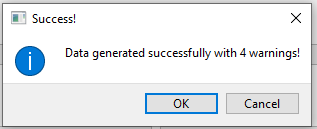 Success!
Data generated successfully with 4 warnings!
OK
Cancel